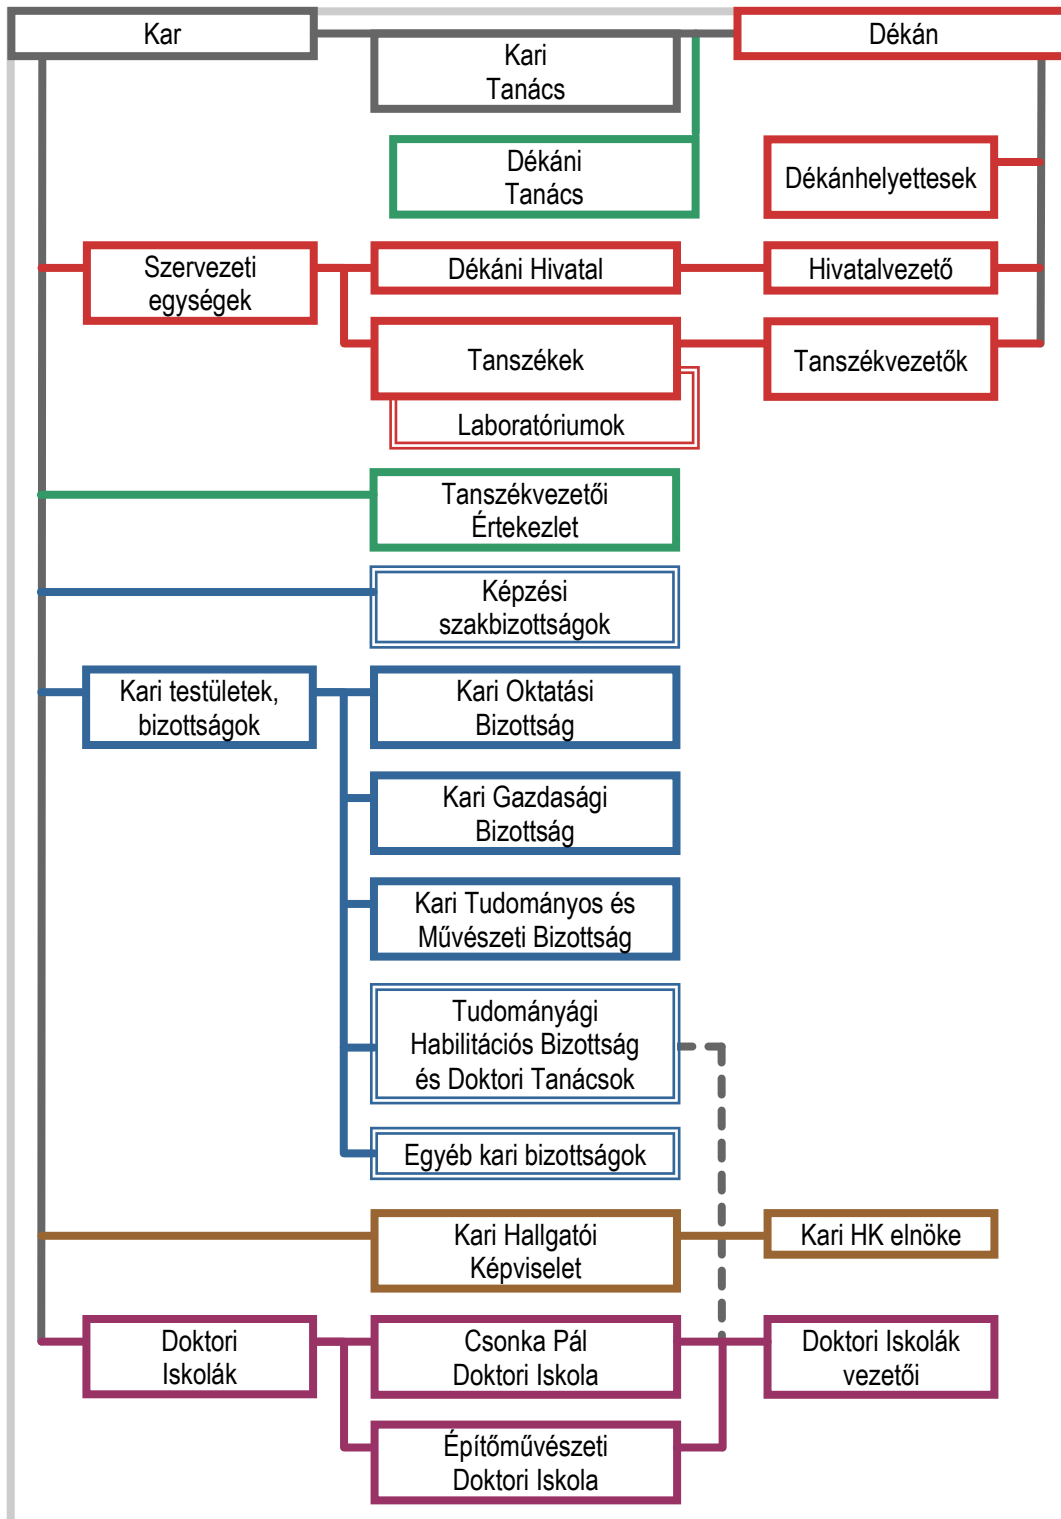 Kar
Kari
Tanács
Dékán
Dékáni
Tanács
Dékánhelyettesek
Szervezeti
egységek
Dékáni Hivatal
Hivatalvezető
Tanszékek
Tanszékvezetők
Laboratóriumok
Tanszékvezetői
Értekezlet
Képzési
szakbizottságok
Kari testületek,
bizottságok
Kari Oktatási
Bizottság
Kari Gazdasági
Bizottság
Kari Tudományos és
Művészeti Bizottság
Tudományági
Habilitációs Bizottság
és Doktori Tanácsok
Egyéb kari bizottságok
Kari Hallgatói
Képviselet
Kari HK elnöke
Doktori
Iskolák
Csonka Pál
Doktori Iskola
Doktori Iskolák
vezetői
Építőművészeti
Doktori Iskola